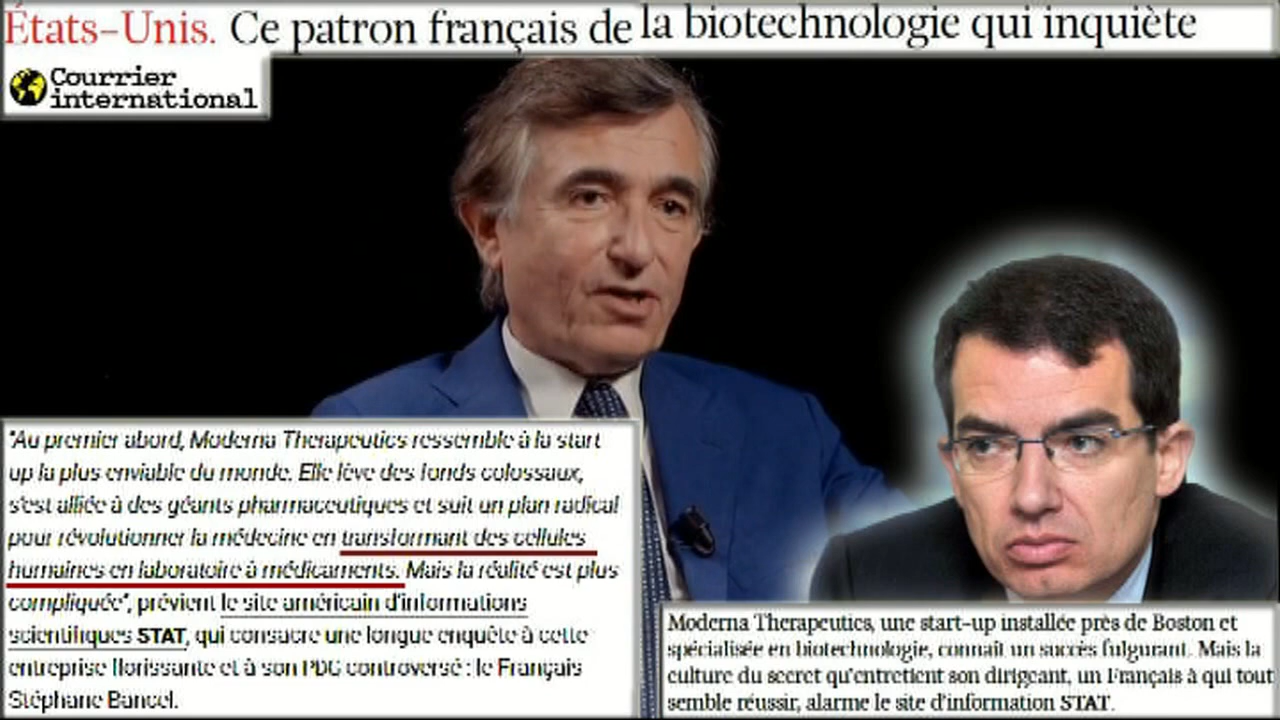 États-Unis. Ce patron français de la biotechnologie qui inquiète
Courrier
international
"Au premier abord, Moderna Therapeutics ressemble à la start
up la plus enviable du monde. Elle lève des fonds colossaux,
s'est alliée à des géants pharmaceutiques et suit un plan radical
pour révolutionner la médecine en transformant des cellules
humaines en laboratoire à médicaments. Mais la réalité est plus
compliquée", prévient le site américain d'informations
scientifiques STAT, qui consacre une longue enquête à cette
entreprise florissante et à son PDG controversé : le Français
Stéphane Bancel.
Moderna Therapeutics, une start-up installée près de Boston et
spécialisée en biotechnologie, connaît un succès fulgurant. Mais la
culture du secret qu'entretient son dirigeant, un Français à qui tout
semble réussir, alarme le site d'information STAT.